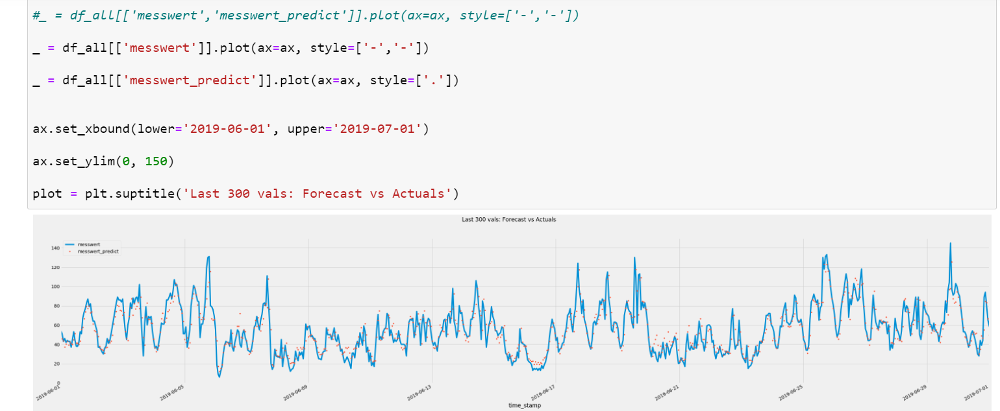 #_ = df_all[['messwert','messwert_predict']].plot(ax=ax, style=['-','-'])
_ = df_all[['messwert']].plot(ax=ax, style=['-','-'])
_ = df_all[['messwert_predict']].plot(ax=ax, style=['.'])
ax.set_xbound(lower='2019-06-01', upper='2019-07-01')
ax.set_ylim(0, 150)
plot = plt.suptitle('Last 300 vals: Forecast vs Actuals')
Last 300 vals: Forecast vs Actuals
messwert
messwert_predict
140
120
100
80
60
40
20
0
2019-06-01 2019-06-05 2019-06-09 2019-06-13 2019-06-17 2019-06-21 2019-06-25 2019-06-29 2019-07-01
time_stamp